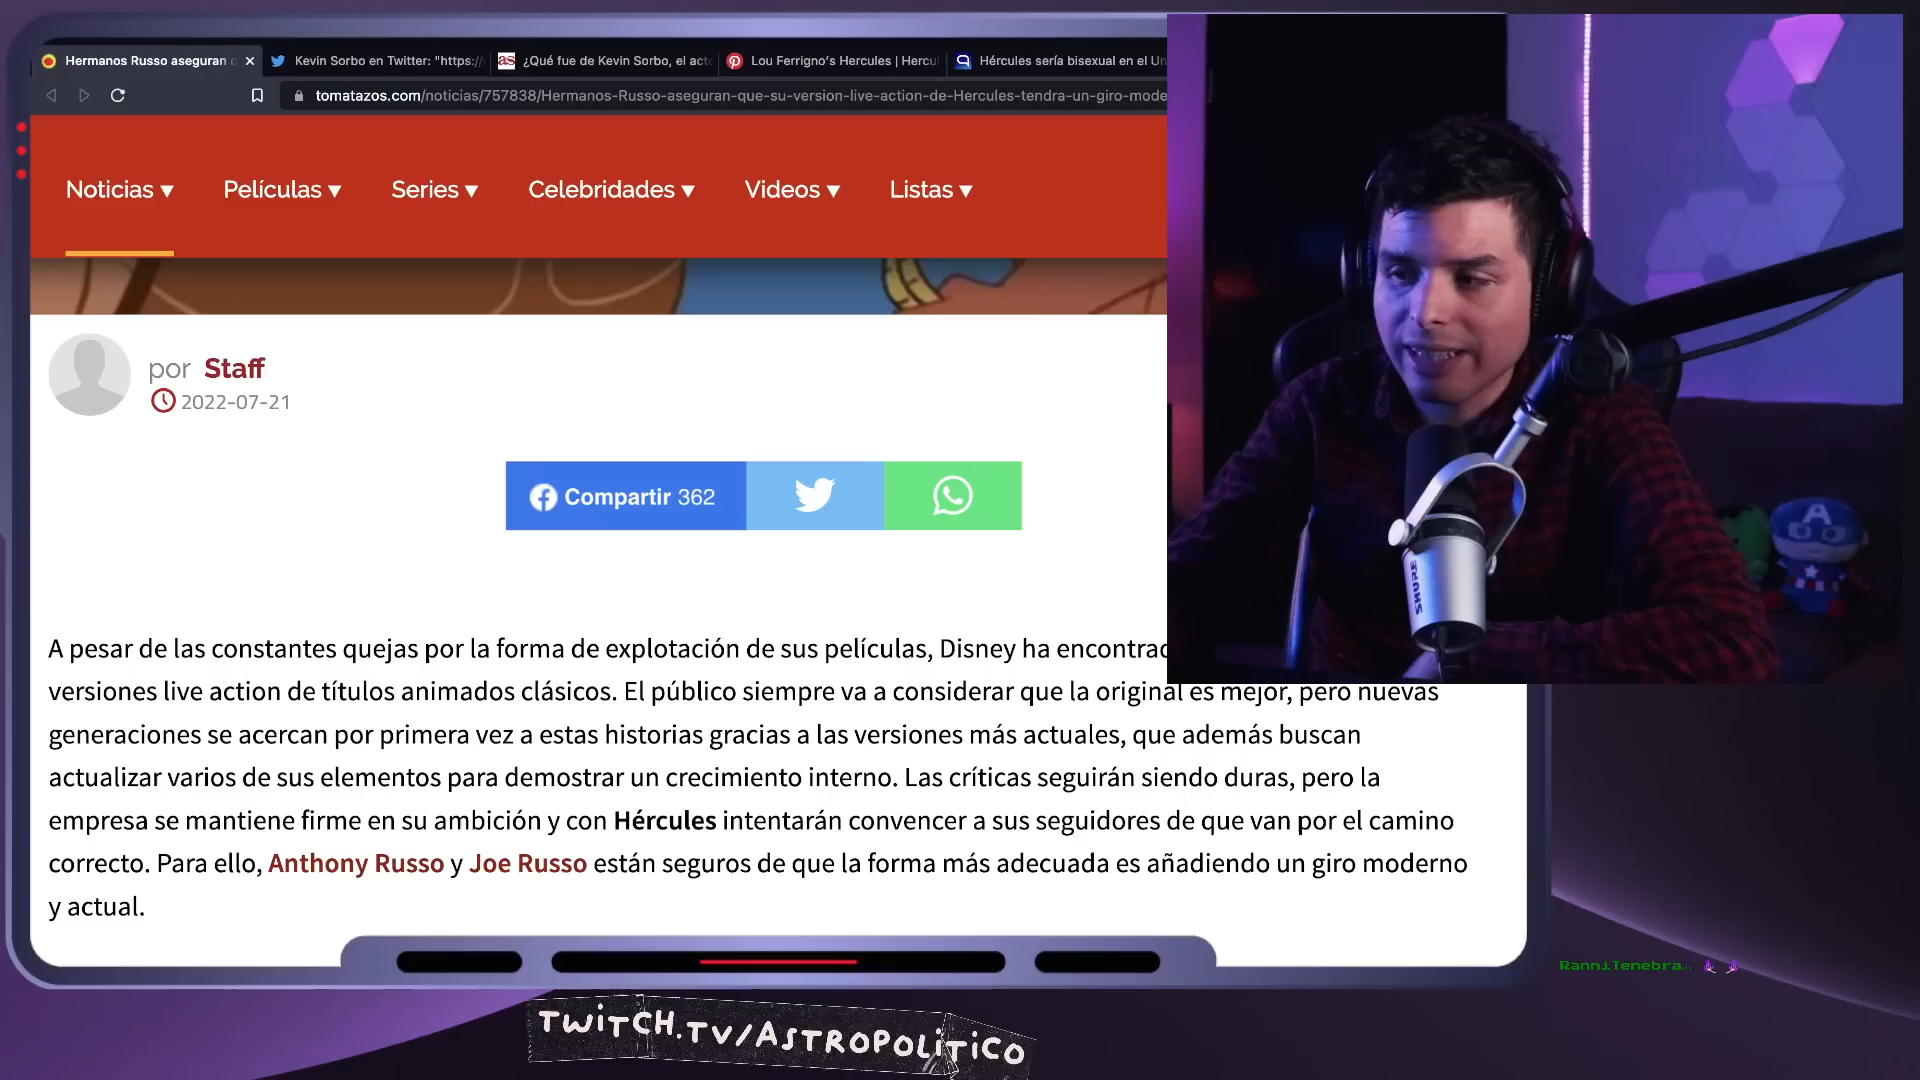 Hermanos Russo aseguran
Kevin Sorbo en Twitter: "https://
as
¿Qué fue de Kevin Sorbo, el act
Lou Ferrigno's Hercules | Hercu
Hércules sería bisexual en el Un
tomatazos.com/noticias/757838/Hermanos-Russo-aseguran-que-su-version-live-action-de-Hercules-tendra-un-giro-mode
Noticias ▼ Películas ▼ Series ▼ Celebridades ▼ Videos ▼ Listas ▼
por Staff
2022-07-21
Compartir 362
A pesar de las constantes quejas por la forma de explotación de sus películas, Disney ha encontrad
versiones live action de títulos animados clásicos. El público siempre va a considerar que la original es mejor, pero nuevas
generaciones se acercan por primera vez a estas historias gracias a las versiones más actuales, que además buscan
actualizar varios de sus elementos para demostrar un crecimiento interno. Las críticas seguirán siendo duras, pero la
empresa se mantiene firme en su ambición y con Hércules intentarán convencer a sus seguidores de que van por el camino
correcto. Para ello, Anthony Russo y Joe Russo están seguros de que la forma más adecuada es añadiendo un giro moderno
y actual.
SHURE
A
RanniTenebra...
TWiTCH.TV/ASTROPOLiTiCO